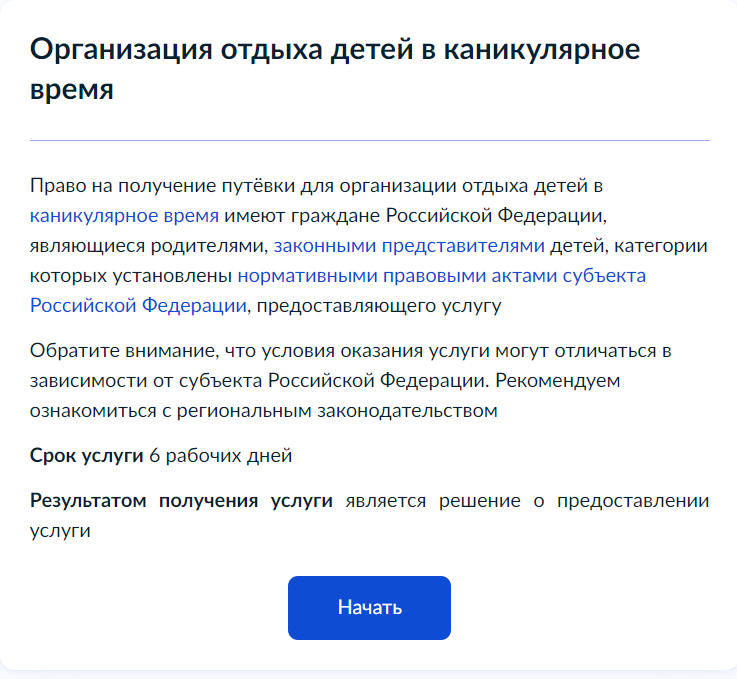 Организация отдыха детей в каникулярное
время
Право на получение путёвки для организации отдыха детей в
каникулярное время имеют граждане Российской Федерации,
являющиеся родителями, законными представителями детей, категории
которых установлены нормативными правовыми актами субъекта
Российской Федерации, предоставляющего услугу
Обратите внимание, что условия оказания услуги могут отличаться в
зависимости от субъекта Российской Федерации. Рекомендуем
ознакомиться с региональным законодательством
Срок услуги 6 рабочих дней
Результатом получения услуги является решение о предоставлении
услуги
Начать